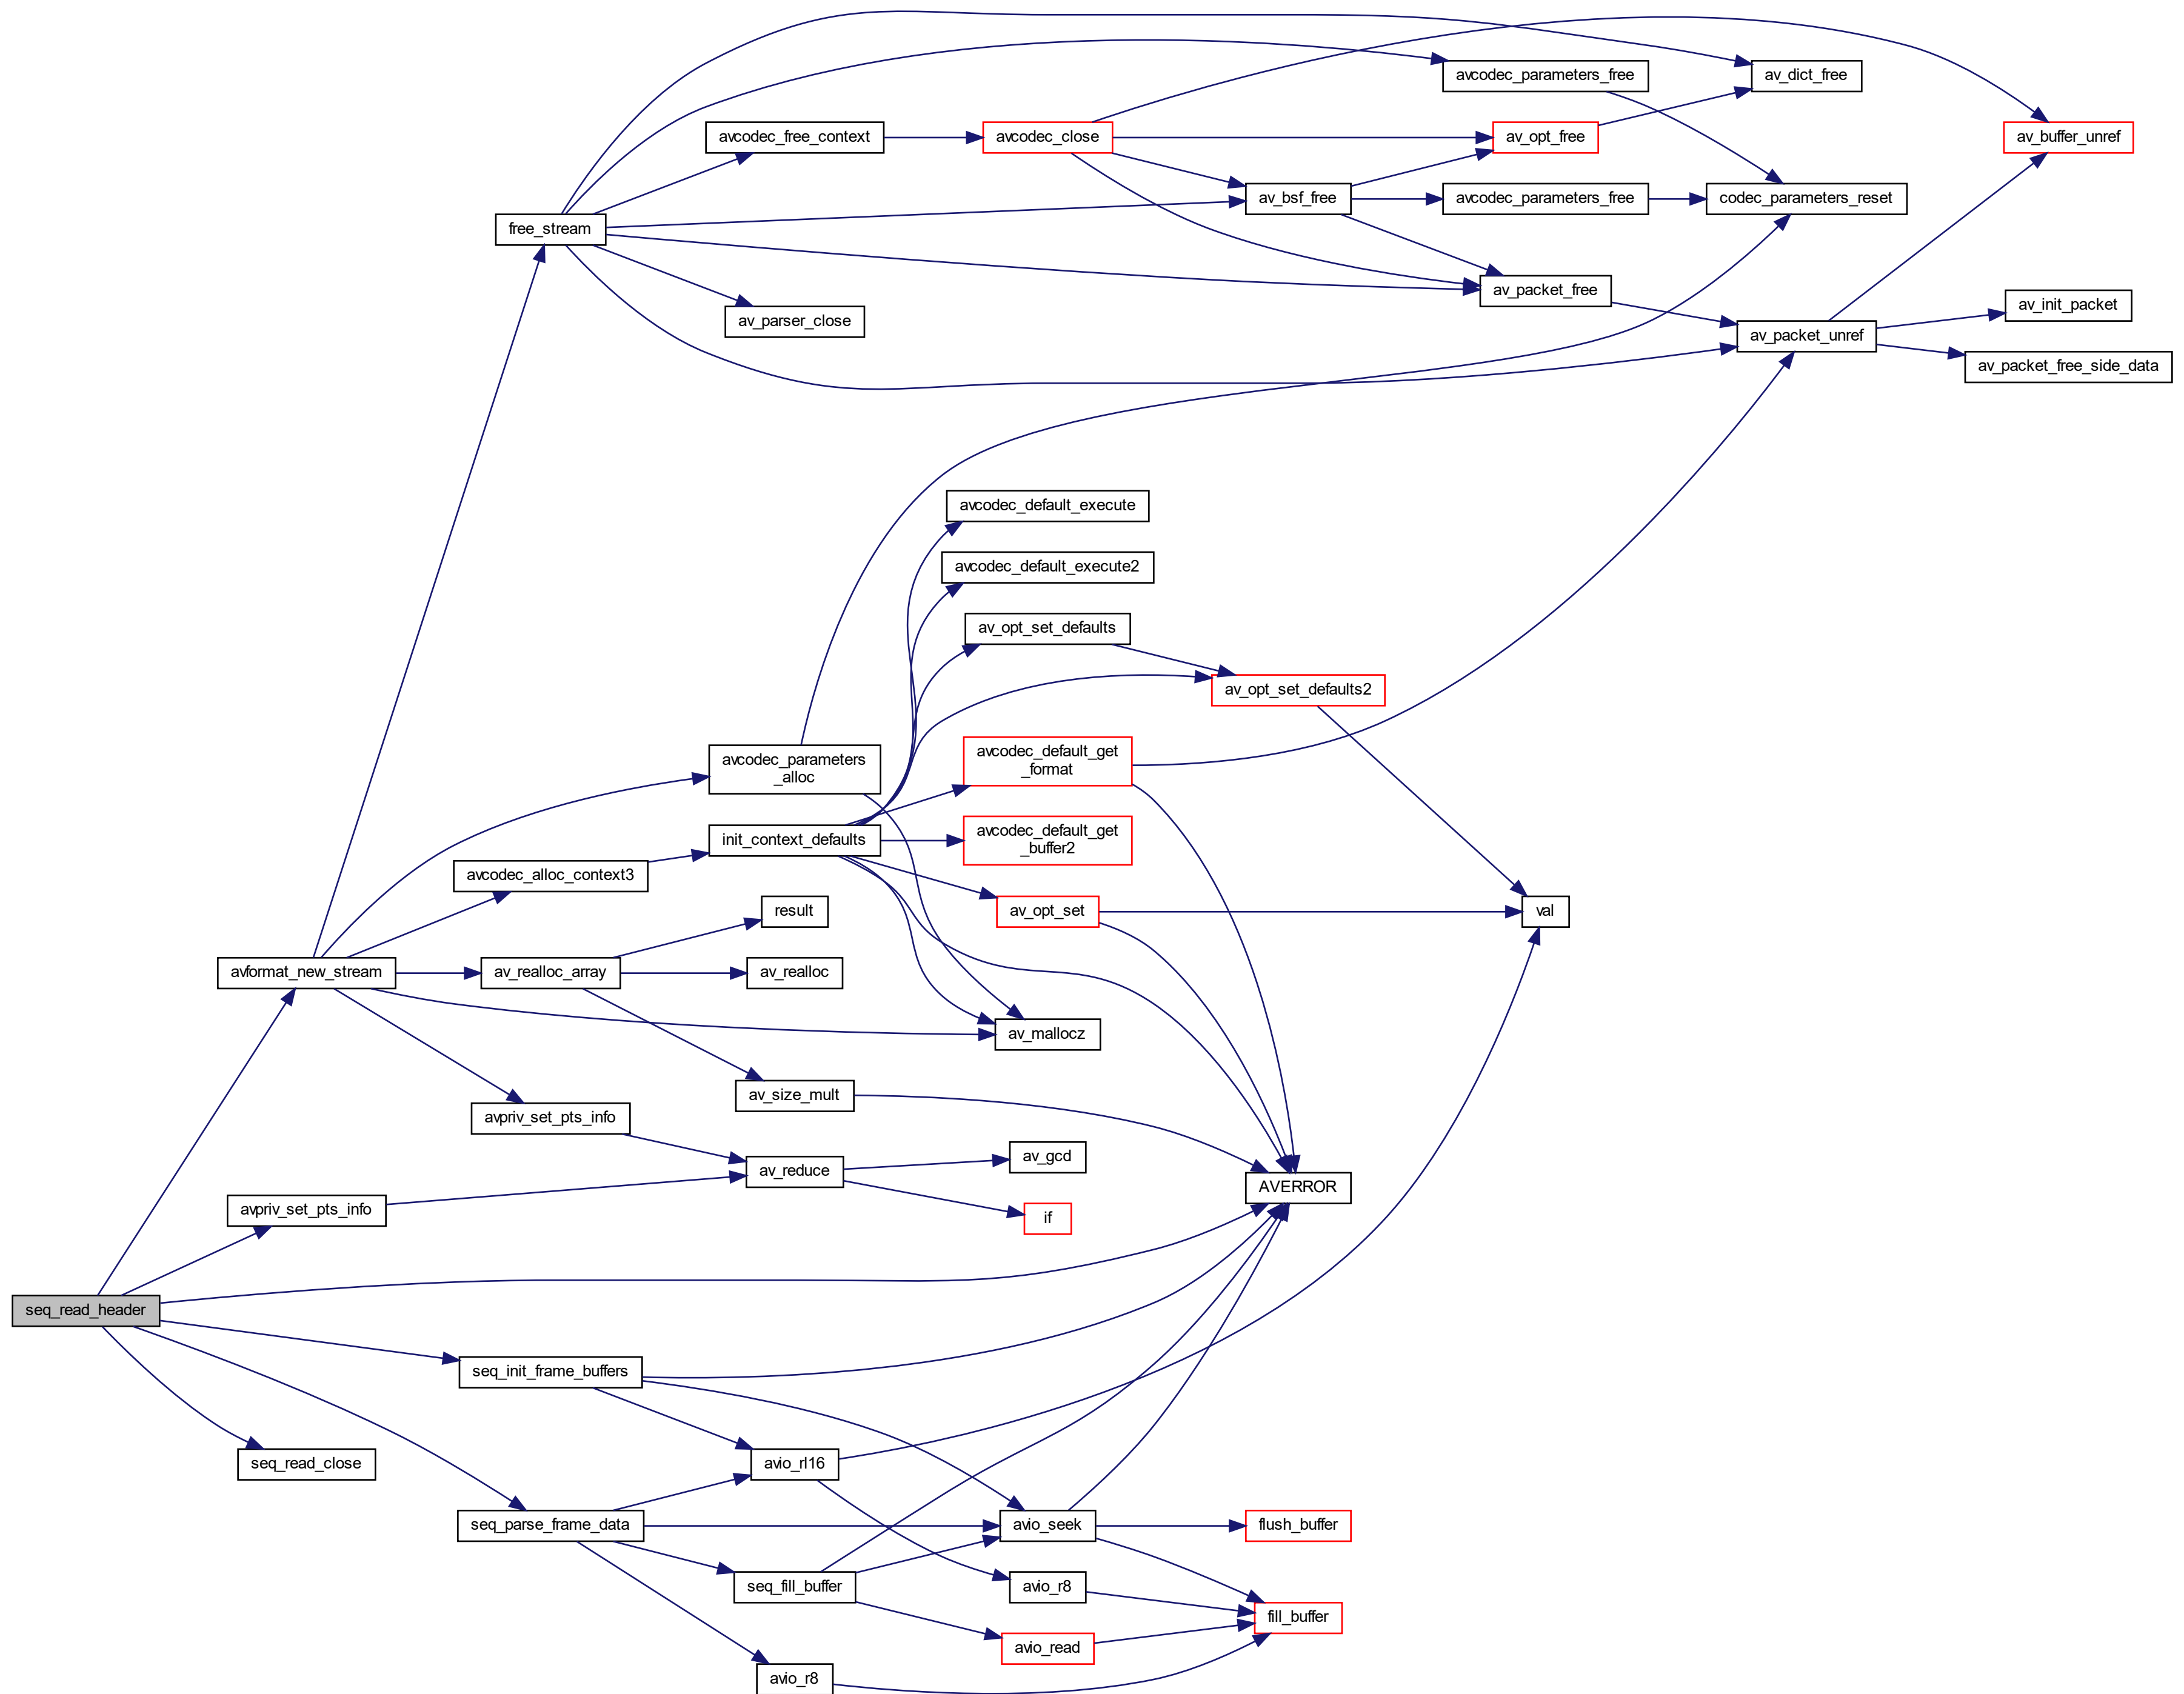 avcodec_parameters_free
av_dict_free
avcodec_free_context
avcodec_close
av_opt_free
av_buffer_unref
av_bsf_free
avcodec_parameters_free
codec_parameters_reset
free_stream
av_packet_free
av_init_packet
av_parser_close
av_packet_unref
av_packet_free_side_data
avcodec_default_execute
avcodec_default_execute2
av_opt_set_defaults
av_opt_set_defaults2
avcodec_parameters
_alloc
avcodec_default_get
_format
init_context_defaults
avcodec_default_get
_buffer2
avcodec_alloc_context3
result
av_opt_set
val
avformat_new_stream
av_realloc_array
av_realloc
av_mallocz
av_size_mult
avpriv_set_pts_info
av_gcd
av_reduce
AVERROR
avpriv_set_pts_info
if
seq_read_header
seq_init_frame_buffers
seq_read_close
avio_rl16
seq_parse_frame_data
avio_seek
flush_buffer
seq_fill_buffer
avio_r8
fill_buffer
avio_read
avio_r8